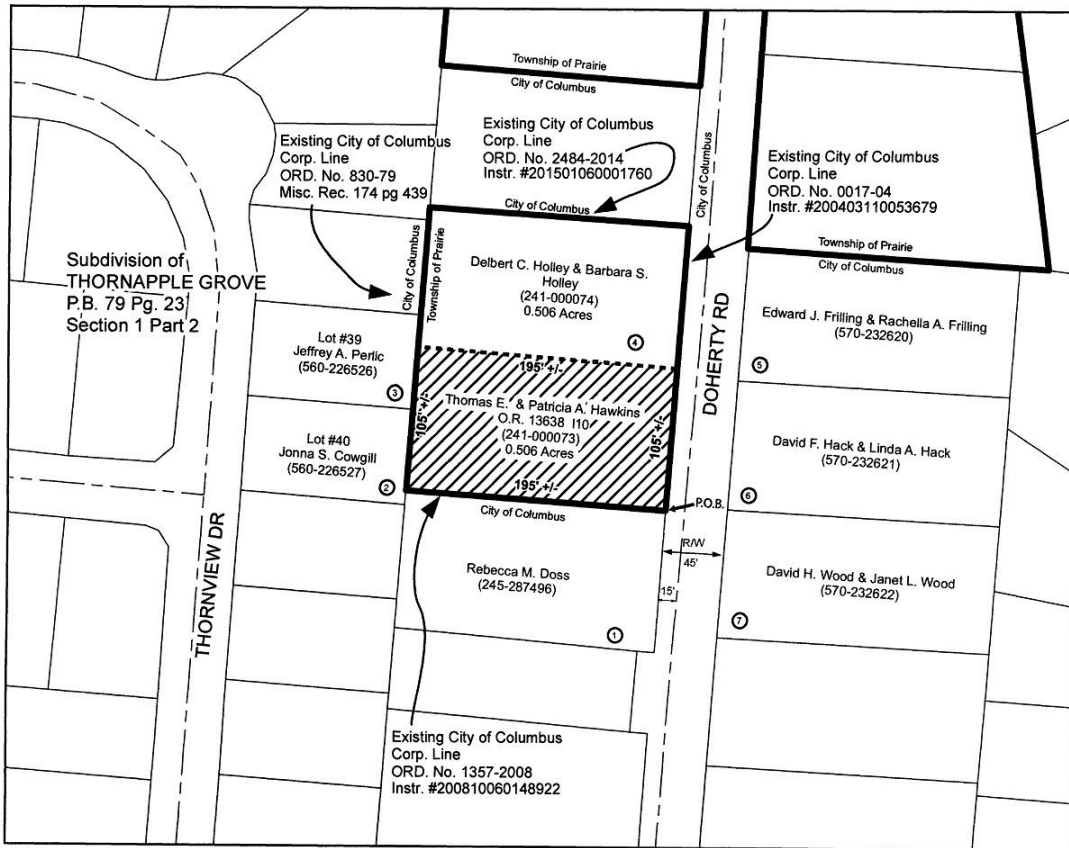 Township of Prairie
City of Columbus
Existing City of Columbus
Corp. Line
ORD. No. 830-79
Misc. Rec. 174 pg 439
Existing City of Columbus
Corp. Line
ORD. No. 2484-2014
Instr. #201501060001760
City of Columbus
Existing City of Columbus
Corp. Line
ORD. No. 0017-04
Instr. #200403110053679
City of Columbus
Township of Prairie
City of Columbus
Subdivision of
THORNAPPLE GROVE
P.B. 79 Pg. 23
Section 1 Part 2
City of Columbus
Township of Prairie
Delbert C. Holley & Barbara S.
Holley
(241-000074)
0.506 Acres
4
DOHERTY RD
Edward J. Frilling & Rachella A. Frilling
(570-232620)
5
Lot #39
Jeffrey A. Perlic
(560-226526)
3
195' +/-
Thomas E. & Patricia A. Hawkins
O.R. 13638 I10
(241-000073)
0.506 Acres
105' +/-
105' +/-
195' +/-
Lot #40
Jonna S. Cowgill
(560-226527)
2
David F. Hack & Linda A. Hack
(570-232621)
6
City of Columbus
P.O.B.
R/W
45'
15'
Rebecca M. Doss
(245-287496)
1
David H. Wood & Janet L. Wood
(570-232622)
7
THORNVIEW DR
Existing City of Columbus
Corp. Line
ORD. No. 1357-2008
Instr. #200810060148922